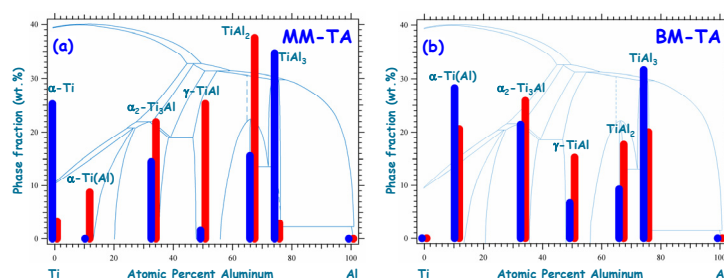 (a)
MM-TA
40
30
20
10
0
Phase fraction (wt.%)
α-Ti
α-Ti(Al)
α₂-Ti₃Al
γ-TiAl
TiAl₂
TiAl₃
0 20 40 60 80 100
Ti Atomic Percent Aluminum Al
(b)
BM-TA
40
30
20
10
0
Phase fraction (wt.%)
α-Ti(Al)
α₂-Ti₃Al
γ-TiAl
TiAl₂
TiAl₃
0 20 40 60 80 100
Ti Atomic Percent Aluminum Al